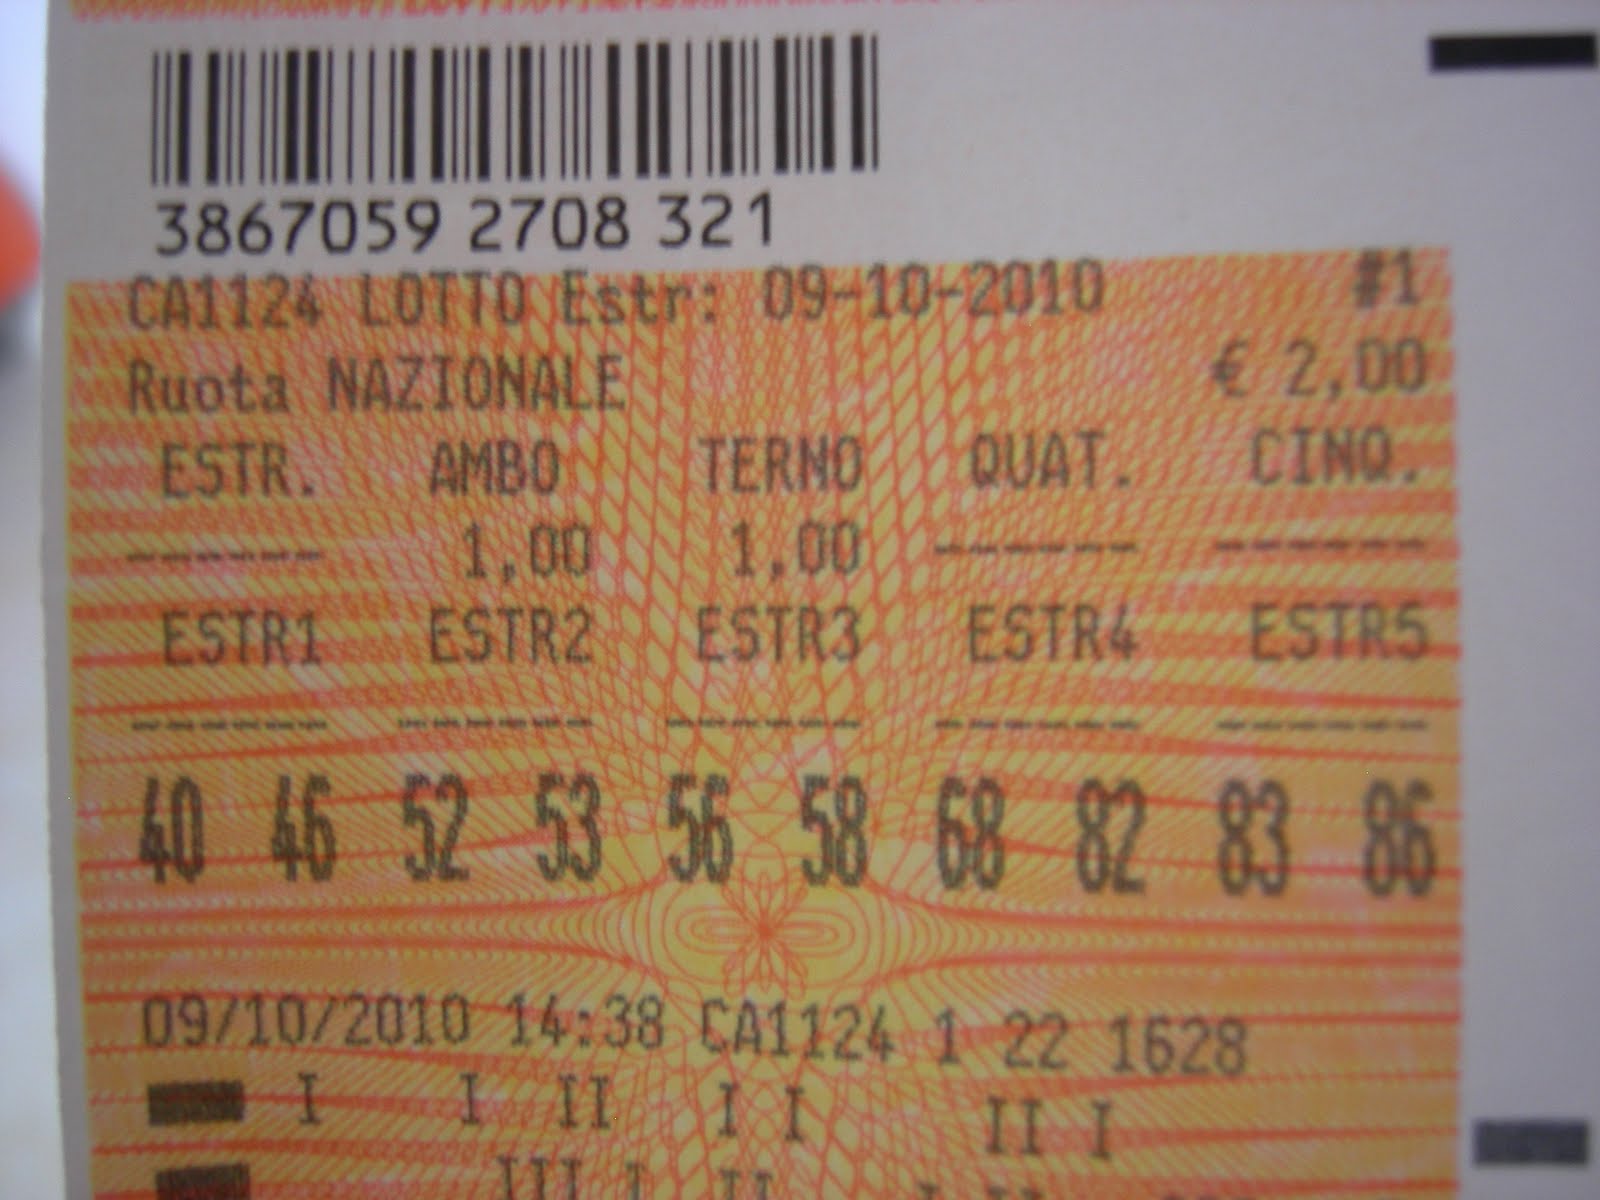 3867059 2708 321
CA1124 LOTTO Estr: 09-10-2010 #1
Ruota NAZIONALE € 2,00
ESTR. AMBO TERNO QUAT. CINQ.
------ 1,00 1,00 ------ ------
ESTR1 ESTR2 ESTR3 ESTR4 ESTR5
------ ------ ------ ------ ------
40 46 52 53 56 58 68 82 83 86
09/10/2010 14:38 CA1124 1 22 1628